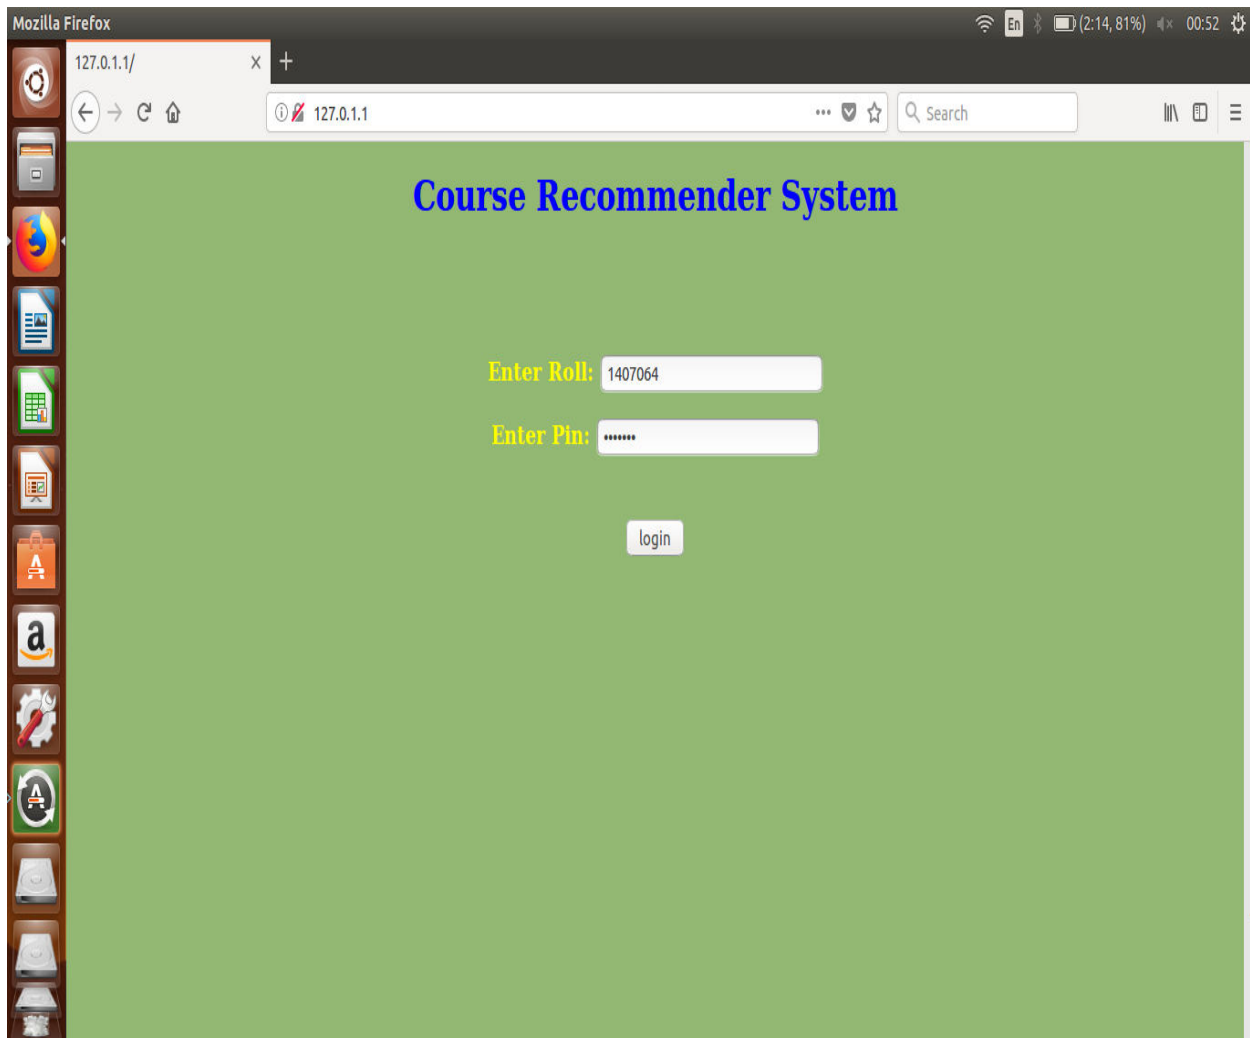 Mozilla Firefox
En (2:14, 81%) 00:52
127.0.1.1/
127.0.1.1 Search
Course Recommender System
Enter Roll: 1407064
Enter Pin: •••••••
login